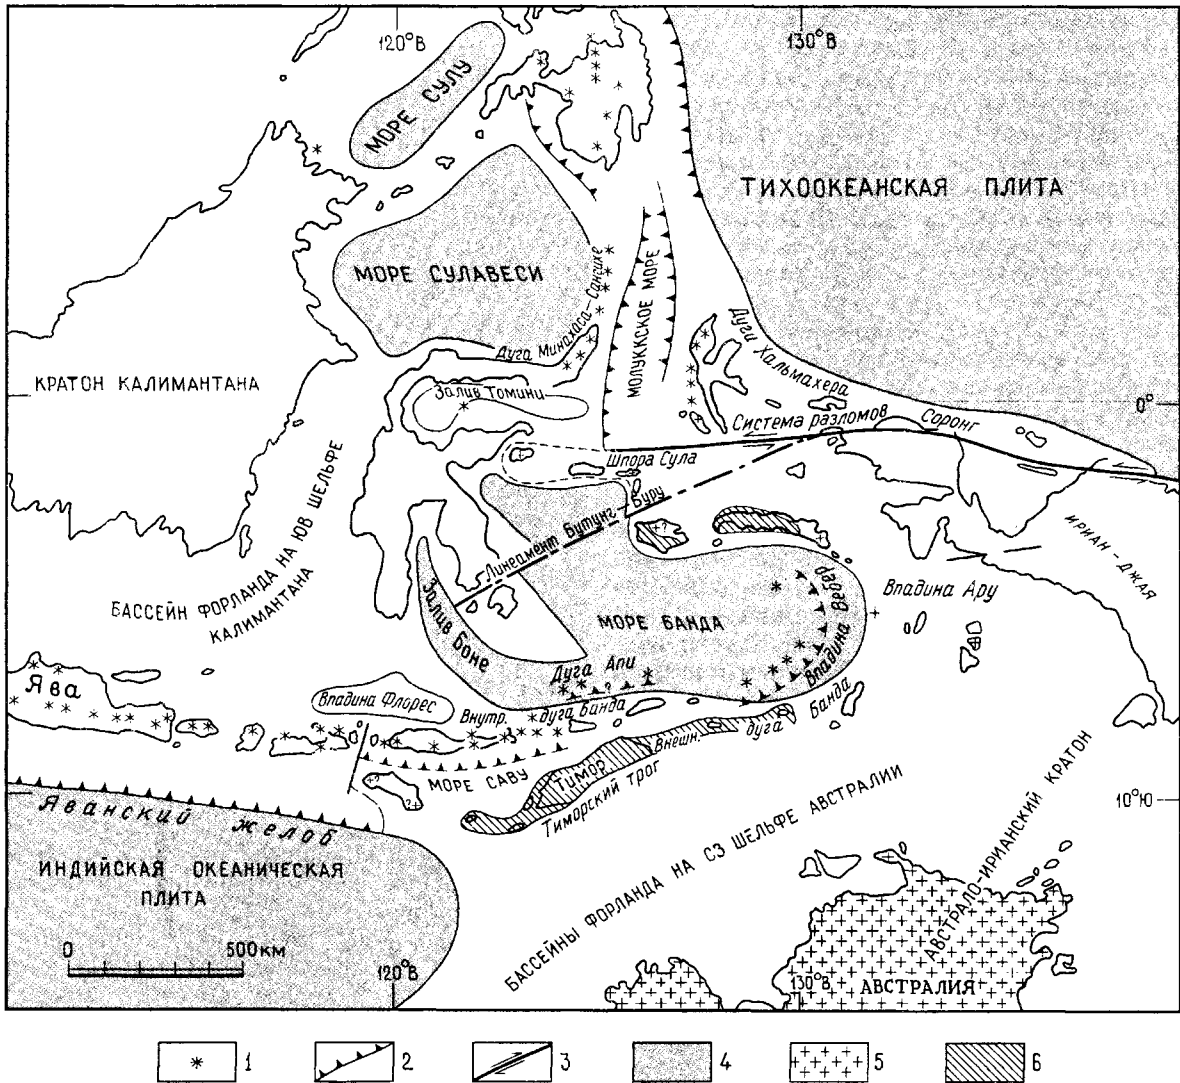 120°В
130°В
МОРЕ СУЛУ
ТИХООКЕАНСКАЯ ПЛИТА
МОРЕ СУЛАВЕСИ
Дуга Минахаса-Сангихе
МОЛУККСКОЕ МОРЕ
Дуги Хальмахера
КРАТОН КАЛИМАНТАНА
Залив Томини
0°
Система разломов Соронг
Шпора Сула
БАССЕЙН ФОРЛАНДА НА ЮВ ШЕЛЬФЕ
КАЛИМАНТАНА
Линеамент Бутунг-Буру
?
ИРИАН-ДЖАЯ
Впадина Ару
Залив Боне
МОРЕ БАНДА
Впадина Вебер
Дуга Апи
?
Ява
Впадина Флорес
Внутр. дуга Банда
Внешн. дуга Банда
МОРЕ САВУ
ТИМОР
Тиморский трог
Яванский желоб
10°Ю
ИНДИЙСКАЯ ОКЕАНИЧЕСКАЯ
ПЛИТА
БАССЕЙНЫ ФОРЛАНДА НА СЗ ШЕЛЬФЕ АВСТРАЛИИ
АВСТРАЛО-ИРИАНСКИЙ КРАТОН
0 500км
120°В
130°В
АВСТРАЛИЯ
1 2 3 4 5 6